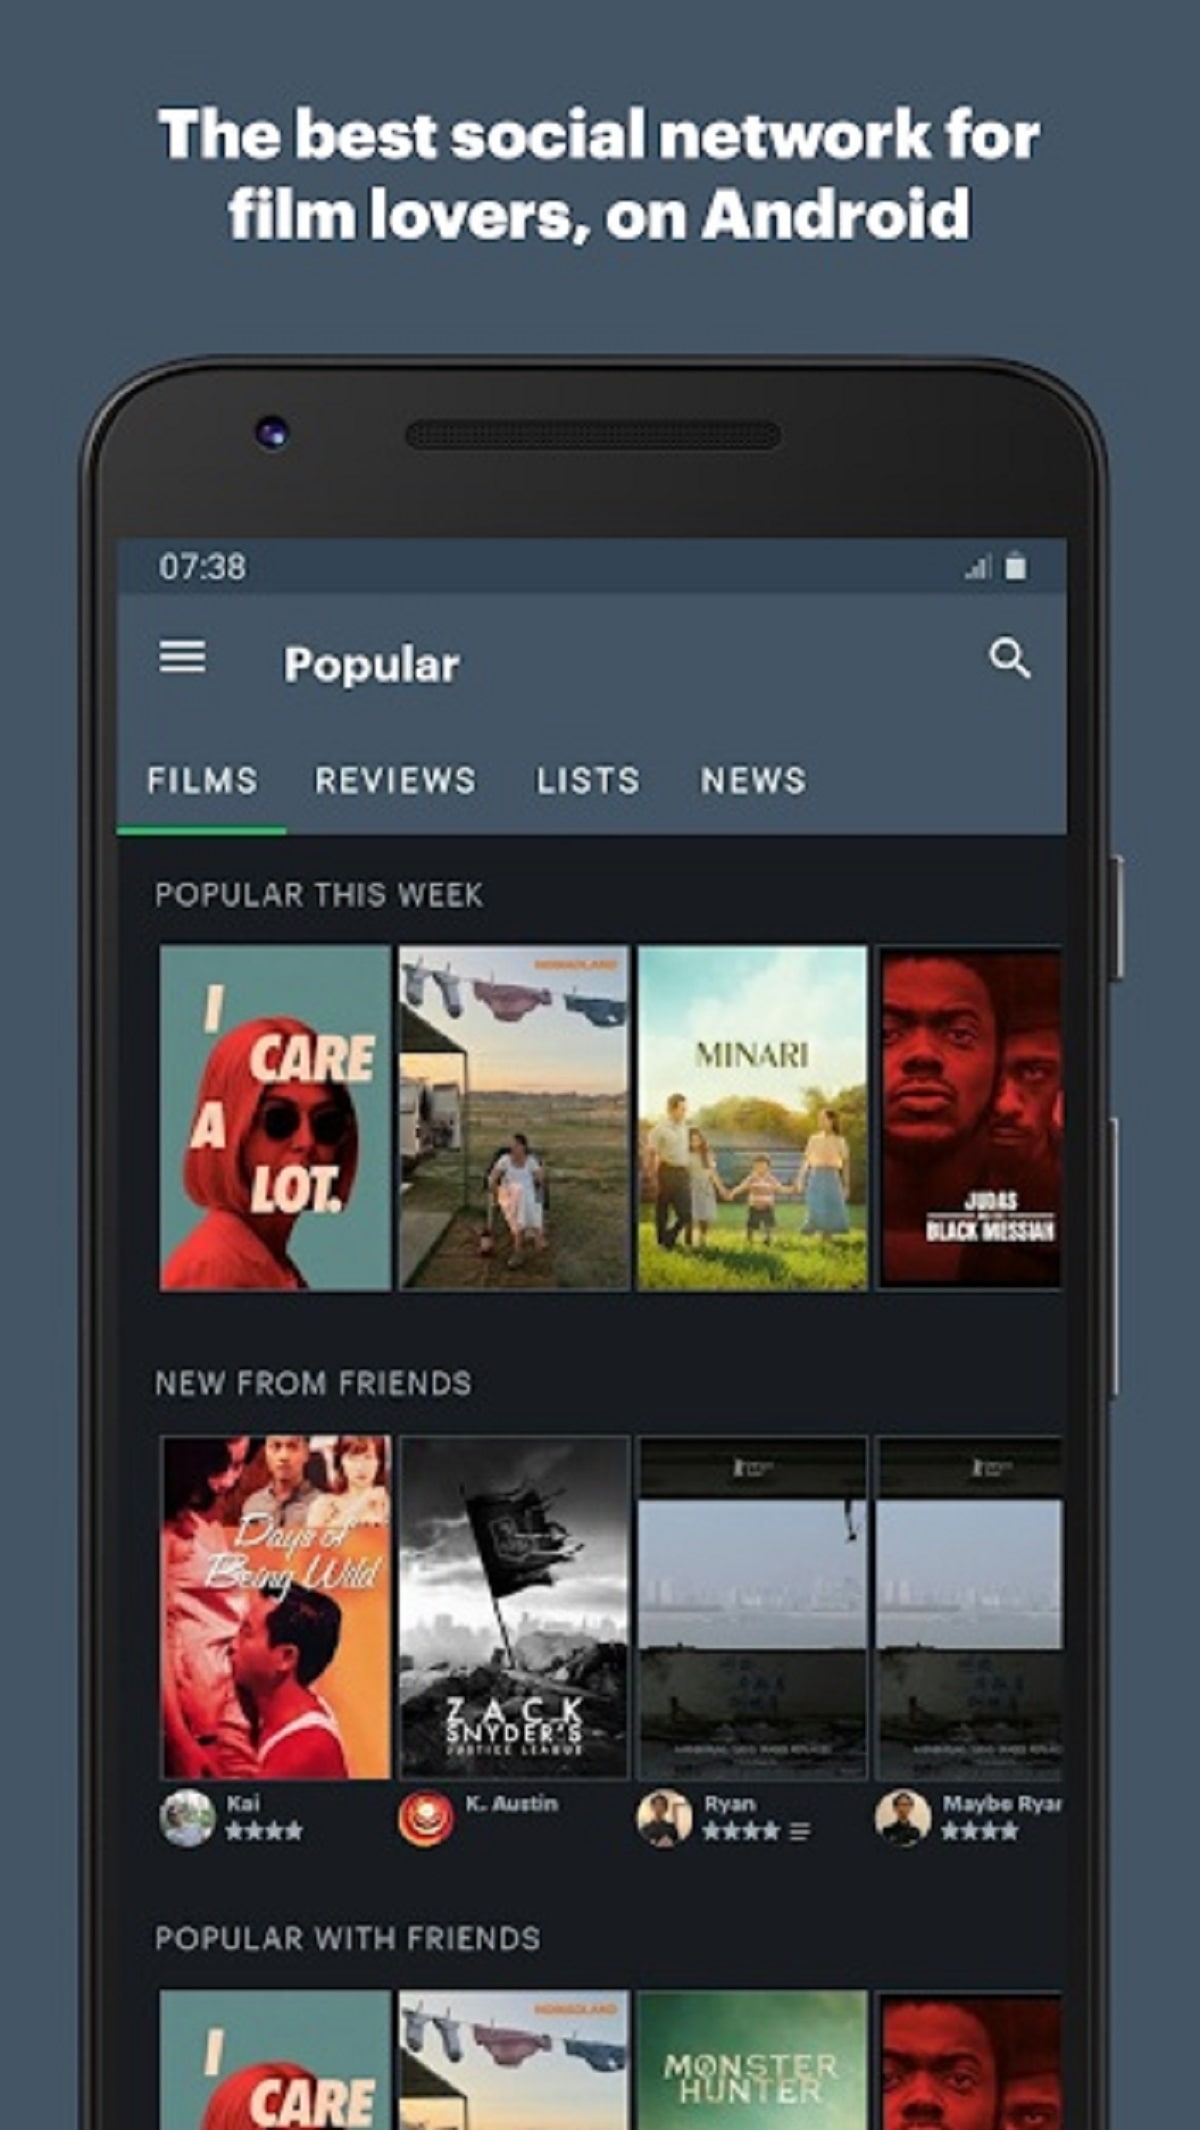 The best social network for
film lovers, on Android
07:38
Popular
FILMS REVIEWS LISTS NEWS
POPULAR THIS WEEK
I
CARE
A
LOT.
NOMADLAND
MINARI
JUDAS
BLACK MESSIAH
NEW FROM FRIENDS
Days of
Being Wild
ZACK
SNYDER'S
JUSTICE LEAGUE
Kai
K. Austin
Ryan
Maybe Ryan
POPULAR WITH FRIENDS
I
CARE
NOMADLAND
MONSTER
HUNTER